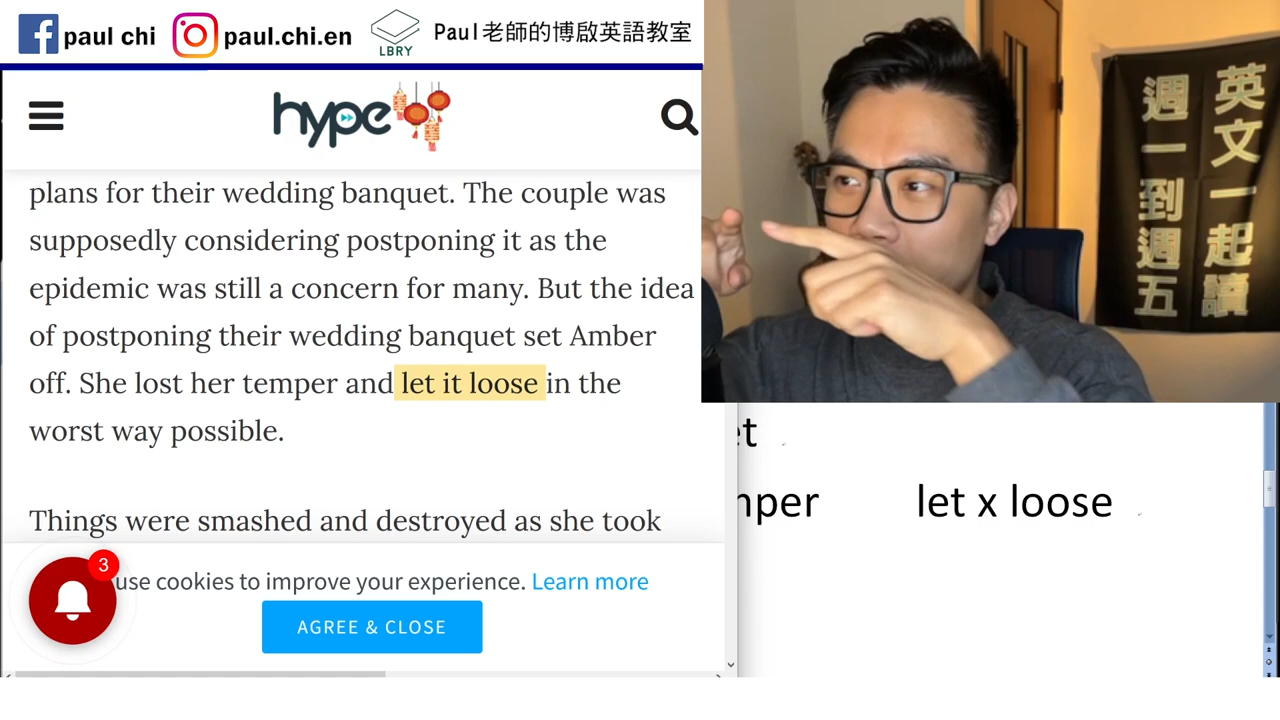 paul chi
paul.chi.en
LBRY
Paul老師的博啟英語教室
hype
plans for their wedding banquet. The couple was
supposedly considering postponing it as the
epidemic was still a concern for many. But the idea
of postponing their wedding banquet set Amber
off. She lost her temper and let it loose in the
worst way possible.
Things were smashed and destroyed as she took
use cookies to improve your experience. Learn more
3
AGREE & CLOSE
英文一起讀
週一到週五
et
mper let x loose